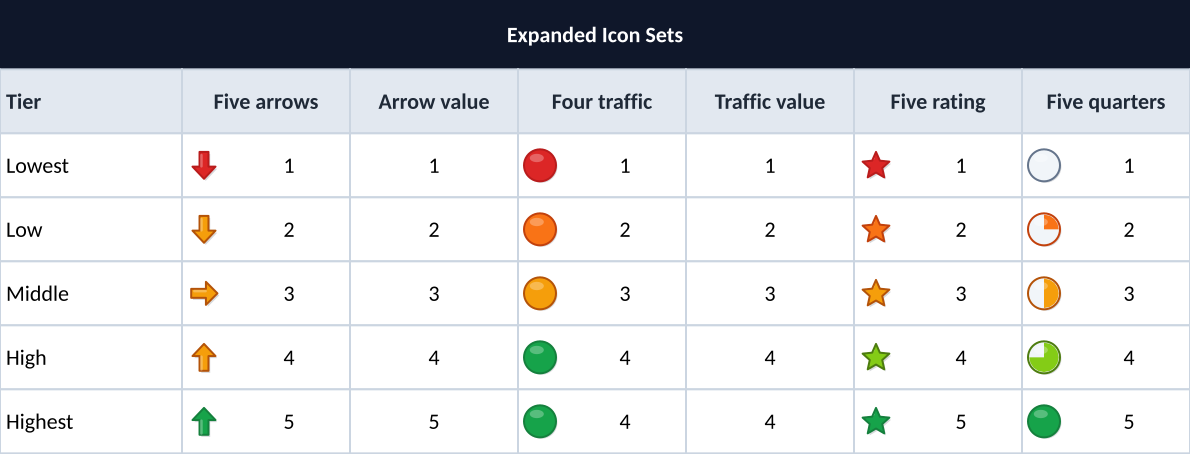 Expanded Icon Sets
Tier Five arrows Arrow value Four traffic Traffic value Five rating Five quarters
Lowest 1 1 1 1 1 1
Low 2 2 2 2 2 2
Middle 3 3 3 3 3 3
High 4 4 4 4 4 4
Highest 5 5 4 4 5 5